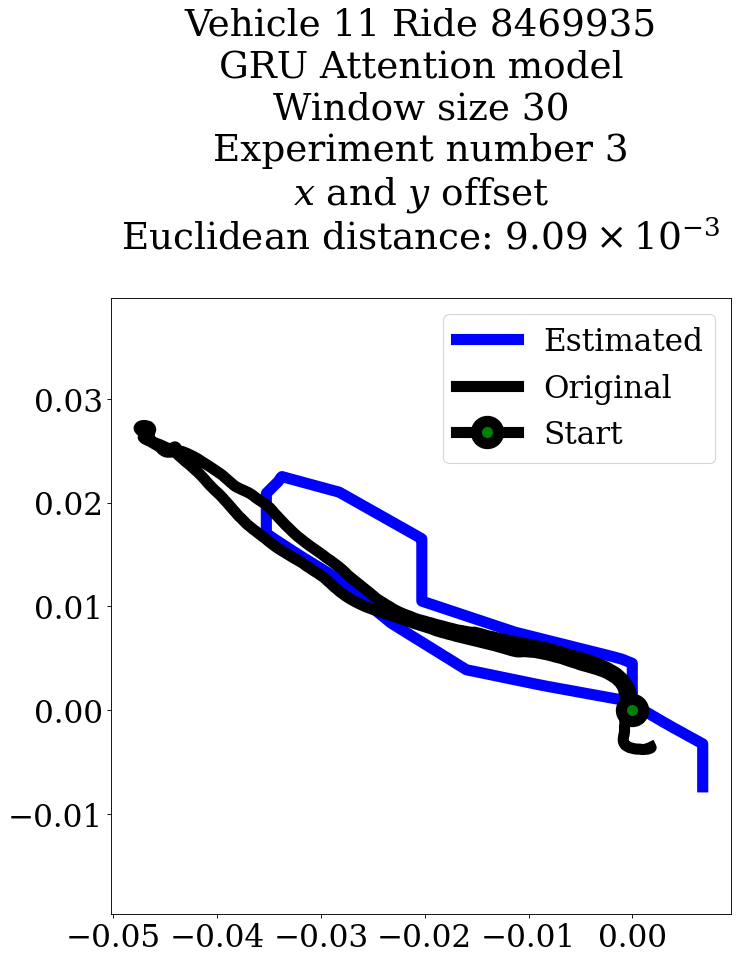 Vehicle 11 Ride 8469935
GRU Attention model
Window size 30
Experiment number 3
x and y offset
Euclidean distance: 9.09 × 10⁻³
Estimated
Original
Start
0.03
0.02
0.01
0.00
−0.01
−0.05 −0.04 −0.03 −0.02 −0.01 0.00